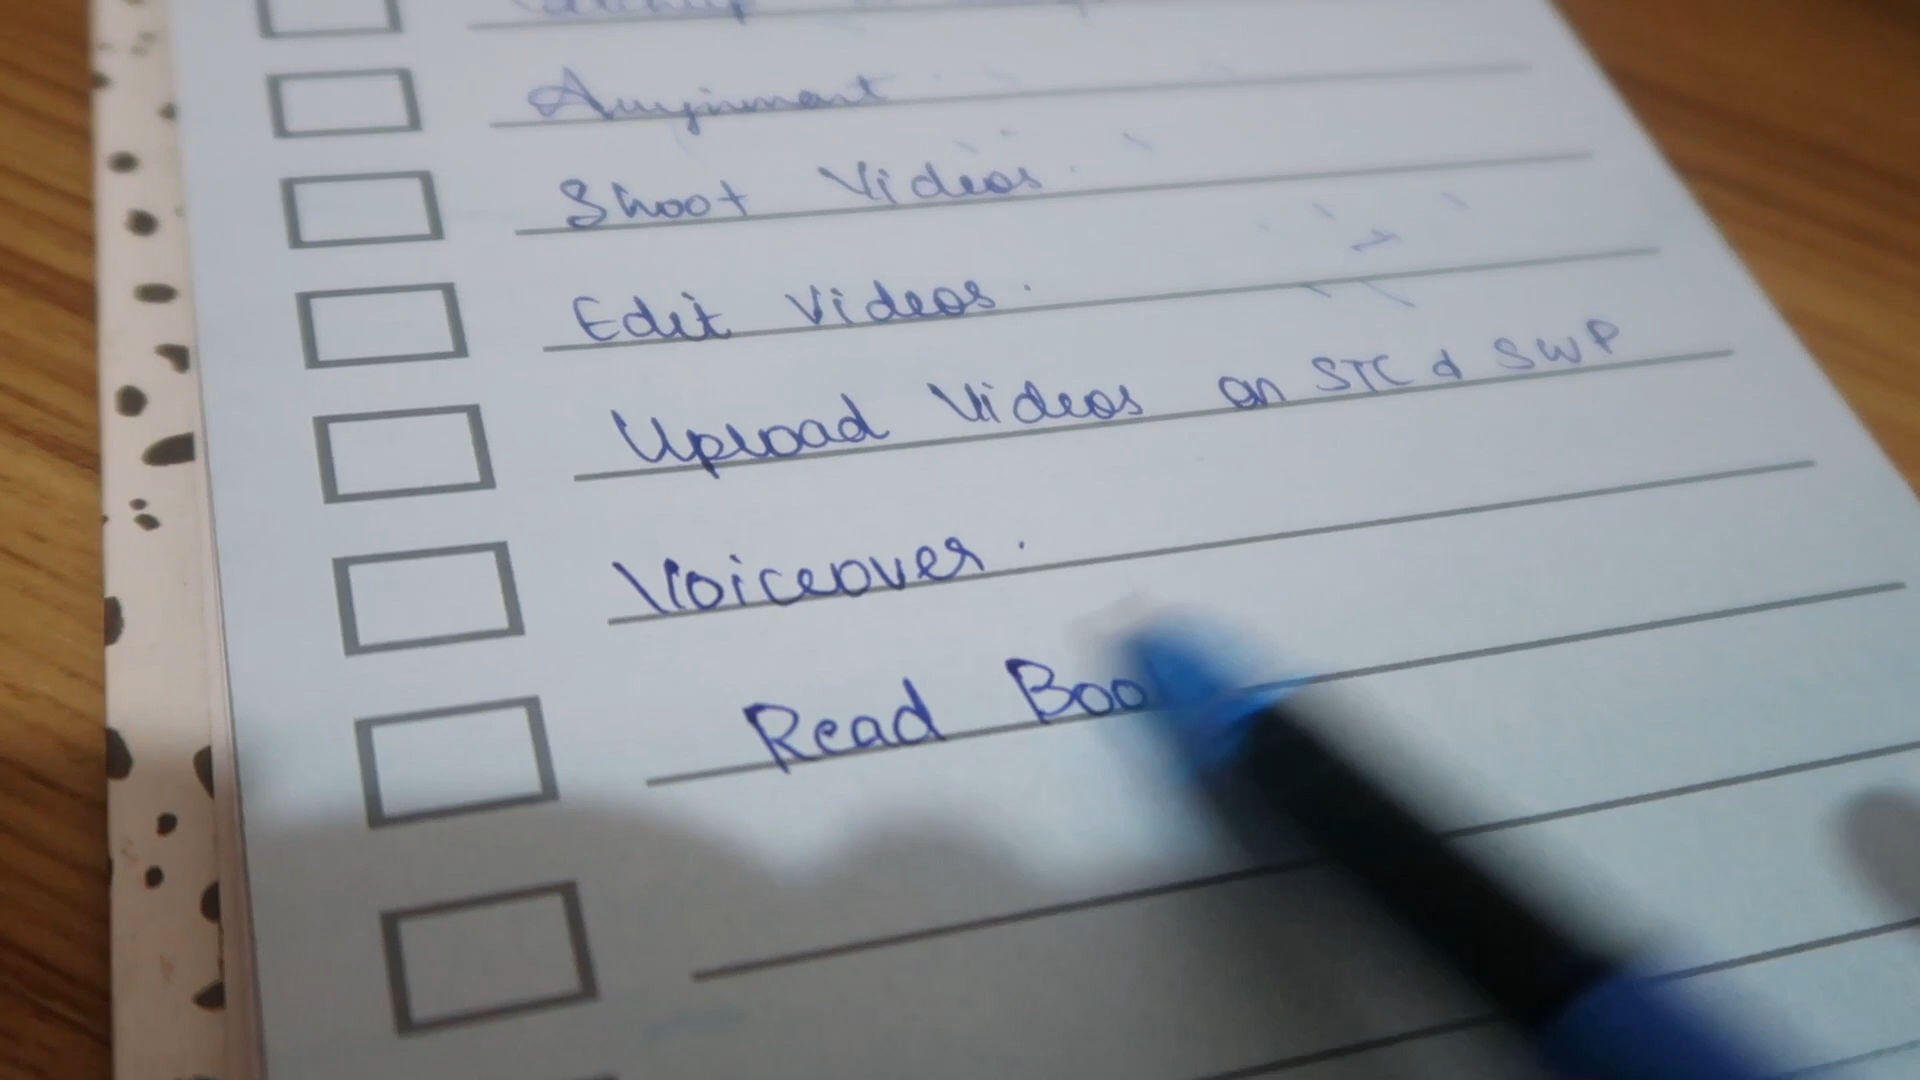 Assignment
Shoot Videos.
Edit Videos.
Upload Videos on STC & SWP
Voiceover.
Read Boo